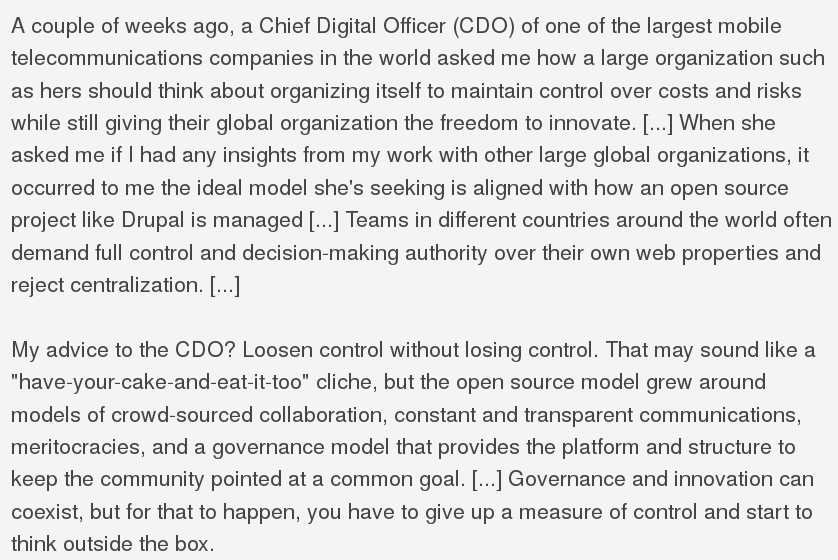 A couple of weeks ago, a Chief Digital Officer (CDO) of one of the largest mobile
telecommunications companies in the world asked me how a large organization such
as hers should think about organizing itself to maintain control over costs and risks
while still giving their global organization the freedom to innovate. [...] When she
asked me if I had any insights from my work with other large global organizations, it
occurred to me the ideal model she's seeking is aligned with how an open source
project like Drupal is managed [...] Teams in different countries around the world often
demand full control and decision-making authority over their own web properties and
reject centralization. [...]

My advice to the CDO? Loosen control without losing control. That may sound like a
"have-your-cake-and-eat-it-too" cliche, but the open source model grew around
models of crowd-sourced collaboration, constant and transparent communications,
meritocracies, and a governance model that provides the platform and structure to
keep the community pointed at a common goal. [...] Governance and innovation can
coexist, but for that to happen, you have to give up a measure of control and start to
think outside the box.